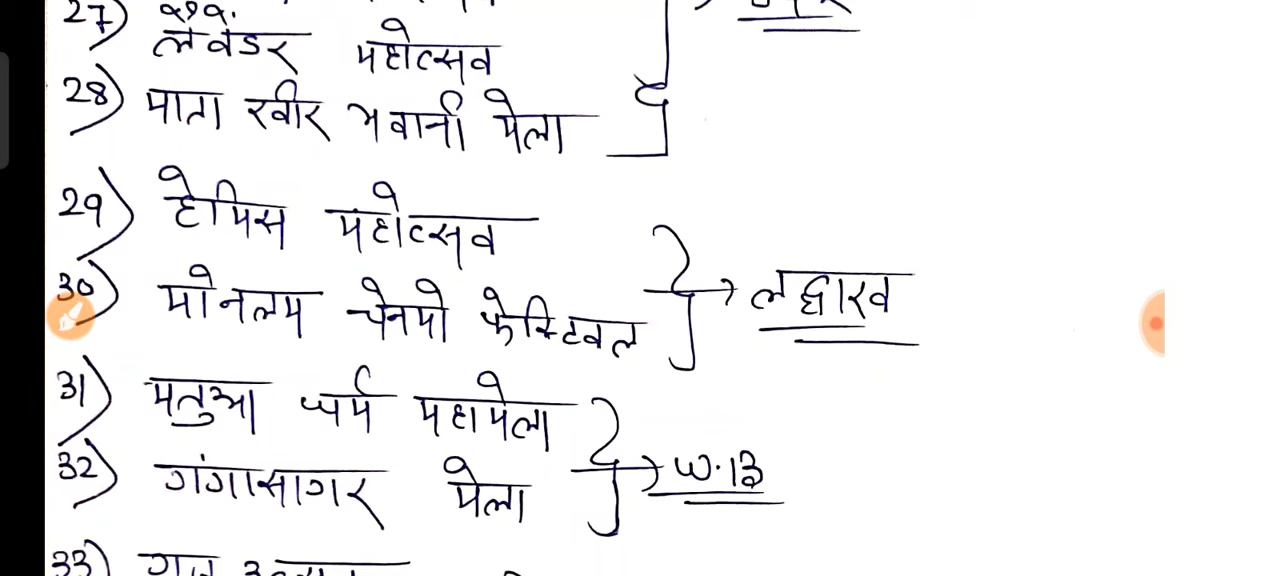 27)
लैवेंडर महोत्सव
28) माता खीर भवानी मेला
29) हेमिस महोत्सव
30) मोनलम चेनमो फेस्टिवल → लद्दाख
31) मतुआ धर्म महामेला
32) गंगासागर मेला → W.B
33)